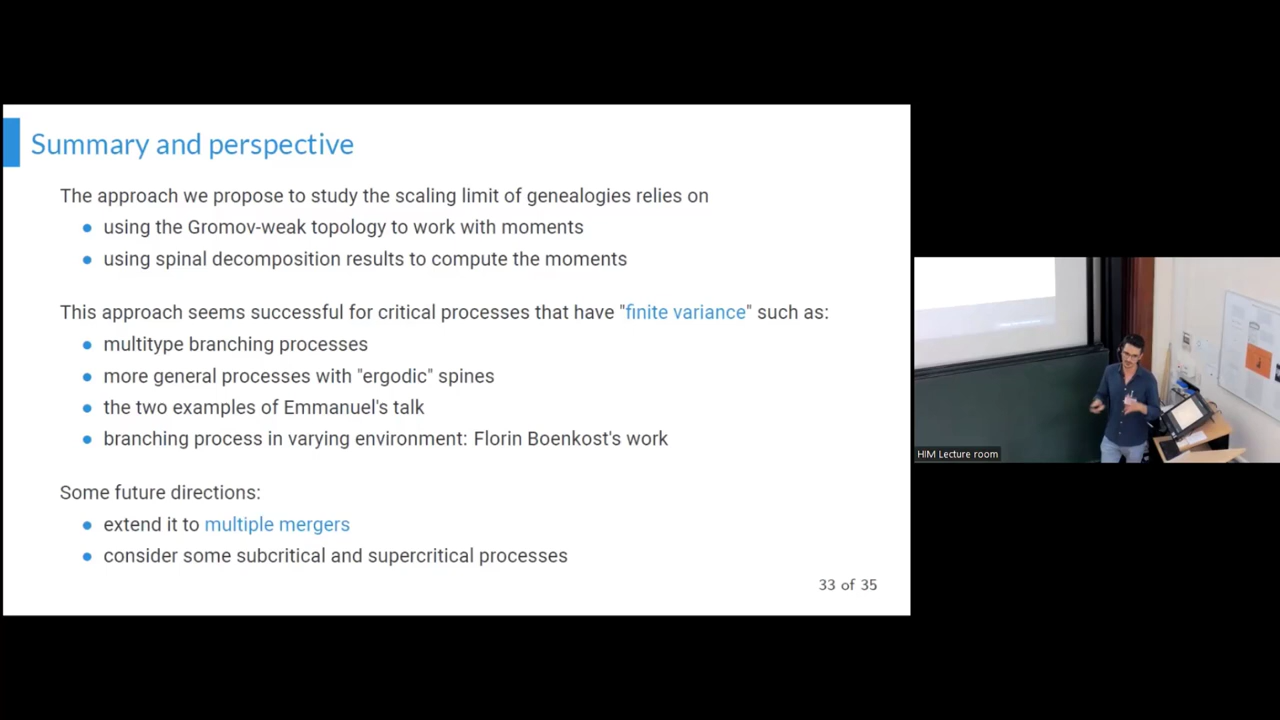 Summary and perspective
The approach we propose to study the scaling limit of genealogies relies on
using the Gromov-weak topology to work with moments
using spinal decomposition results to compute the moments
This approach seems successful for critical processes that have "finite variance" such as:
multitype branching processes
more general processes with "ergodic" spines
the two examples of Emmanuel's talk
branching process in varying environment: Florin Boenkost's work
Some future directions:
extend it to multiple mergers
consider some subcritical and supercritical processes
33 of 35
HIM Lecture room